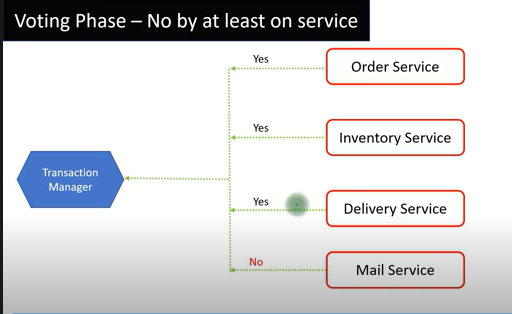 Voting Phase – No by at least on service
Yes
Order Service
Yes
Inventory Service
Transaction
Manager
Yes
Delivery Service
No
Mail Service